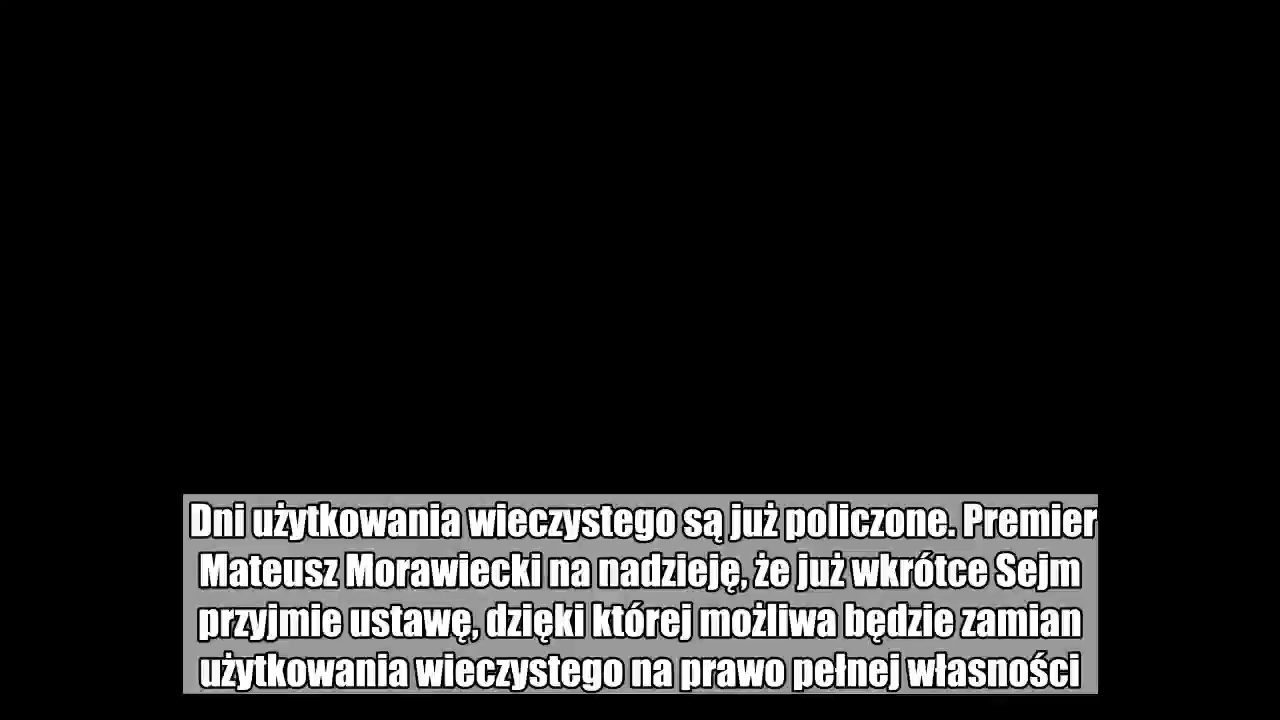 Dni użytkowania wieczystego są już policzone. Premier
Mateusz Morawiecki na nadzieję, że już wkrótce Sejm
przyjmie ustawę, dzięki której możliwa będzie zamian
użytkowania wieczystego na prawo pełnej własności